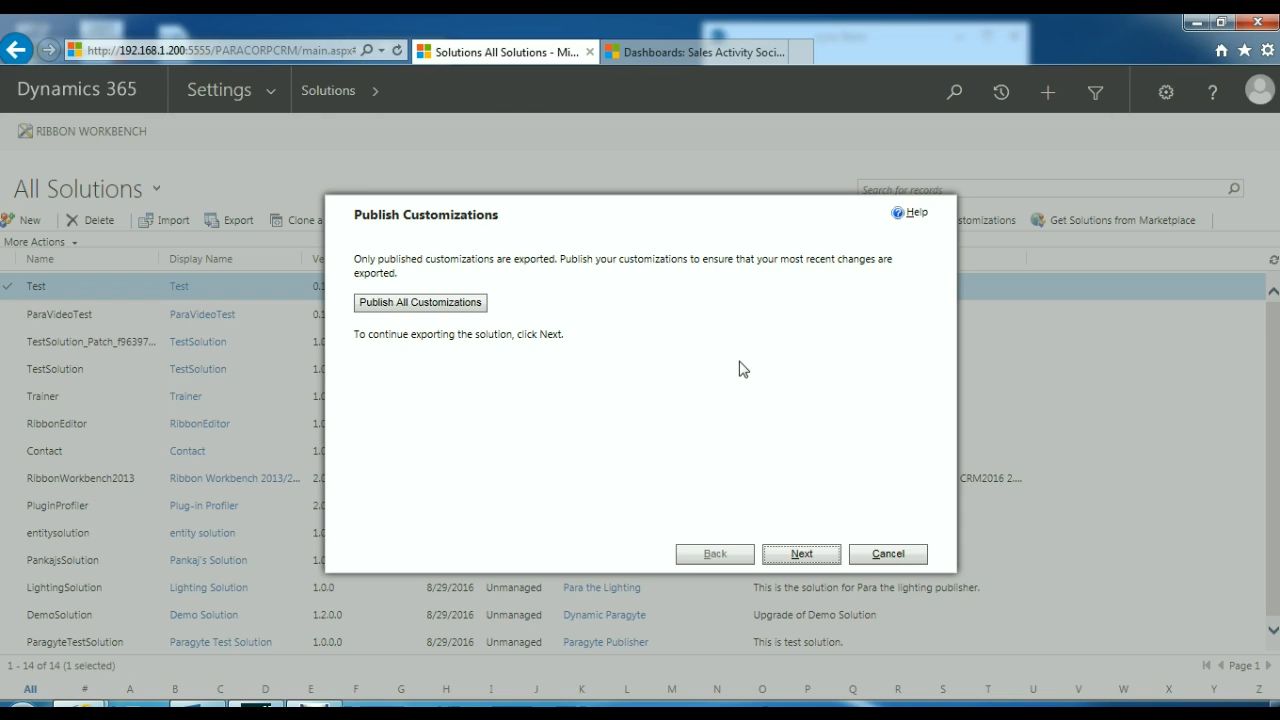 http://192.168.1.200:5555/PARACORPCRM/main.aspx#
Solutions All Solutions - Mi...
Dashboards: Sales Activity Soci...
Dynamics 365
Settings
Solutions
RIBBON WORKBENCH
All Solutions
Search for records
New
Delete
Import
Export
Clone a
Get Solutions from Marketplace
More Actions
Name
Display Name
Publish Customizations
Help
Only published customizations are exported. Publish your customizations to ensure that your most recent changes are
exported.
Publish All Customizations
To continue exporting the solution, click Next.
Back
Next
Cancel
Test Test
ParaVideoTest ParaVideoTest
TestSolution_Patch_f96397... TestSolution
TestSolution TestSolution
Trainer Trainer
RibbonEditor RibbonEditor
Contact Contact
RibbonWorkbench2013 Ribbon Workbench 2013/2... CRM2016 2....
PluginProfiler Plug-in Profiler
entitysolution entity solution
PankajsSolution Pankaj's Solution
LightingSolution Lighting Solution 1.0.0 8/29/2016 Unmanaged Para the Lighting This is the solution for Para the lighting publisher.
DemoSolution Demo Solution 1.2.0.0 8/29/2016 Unmanaged Dynamic Paragyte Upgrade of Demo Solution
ParagyteTestSolution Paragyte Test Solution 1.0.0.0 8/29/2016 Unmanaged Paragyte Publisher This is test solution.
1 - 14 of 14 (1 selected)
Page 1
All # A B C D E F G H I J K L M N O P Q R S T U V W X Y Z